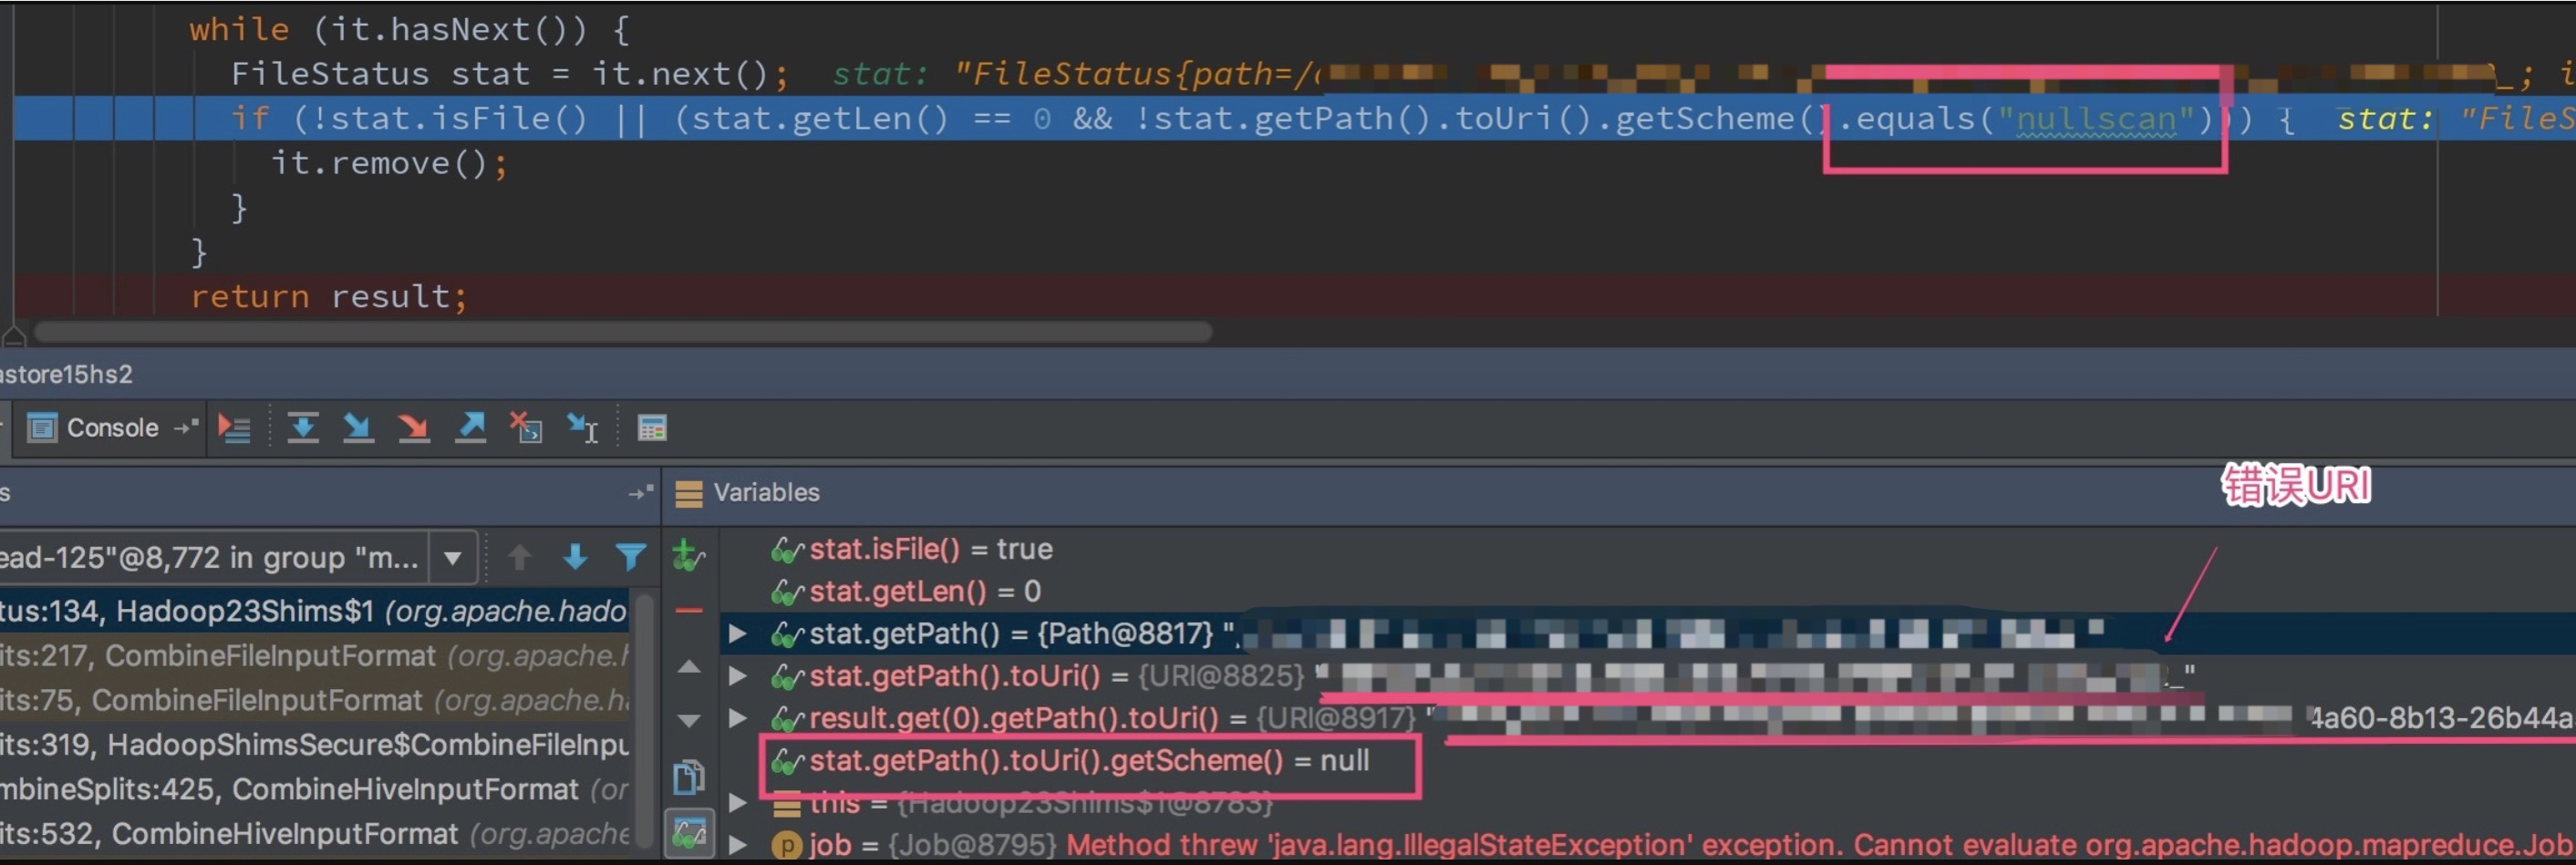 while (it.hasNext()) {
FileStatus stat = it.next();  stat: "FileStatus{path=/ _; i
if (!stat.isFile() || (stat.getLen() == 0 && !stat.getPath().toUri().getScheme().equals("nullscan"))) {  stat: "FileS
it.remove();
}
}
return result;
astore15hs2
Console
s
Variables
错误URI
ead-125"@8,772 in group "m...
tus:134, Hadoop23Shims$1 (org.apache.hado
its:217, CombineFileInputFormat (org.apache.h
its:75, CombineFileInputFormat (org.apache.ha
its:319, HadoopShimsSecure$CombineFileInpu
mbineSplits:425, CombineHiveInputFormat (or
its:532, CombineHiveInputFormat (org.apache
stat.isFile() = true
stat.getLen() = 0
stat.getPath() = {Path@8817} "
stat.getPath().toUri() = {URI@8825} " _"
result.get(0).getPath().toUri() = {URI@8917} " 4a60-8b13-26b44a
stat.getPath().toUri().getScheme() = null
this = {Hadoop23Shims$1@8783}
p job = {Job@8795} Method threw 'java.lang.IllegalStateException' exception. Cannot evaluate org.apache.hadoop.mapreduce.Job